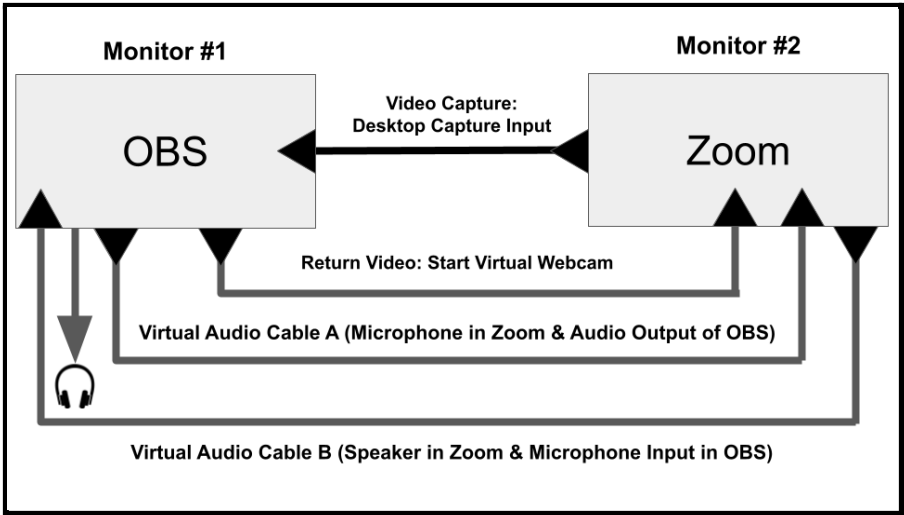 Monitor #1
Monitor #2
Video Capture:
Desktop Capture Input
OBS
Zoom
Return Video: Start Virtual Webcam
Virtual Audio Cable A (Microphone in Zoom & Audio Output of OBS)
Virtual Audio Cable B (Speaker in Zoom & Microphone Input in OBS)